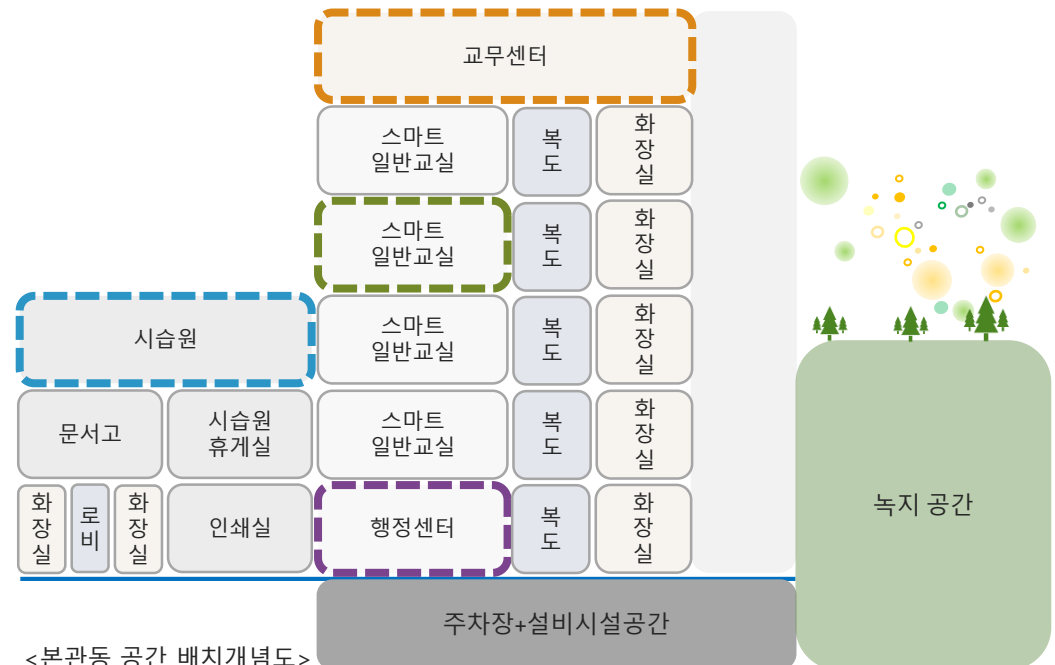 교무센터
스마트
일반교실
복
도
화
장
실
스마트
일반교실
복
도
화
장
실
시습원
스마트
일반교실
복
도
화
장
실
문서고
시습원
휴게실
스마트
일반교실
복
도
화
장
실
화
장
실
로
비
화
장
실
인쇄실
행정센터
복
도
화
장
실
녹지 공간
주차장+설비시설공간
<본관동 공간 배치개념도>